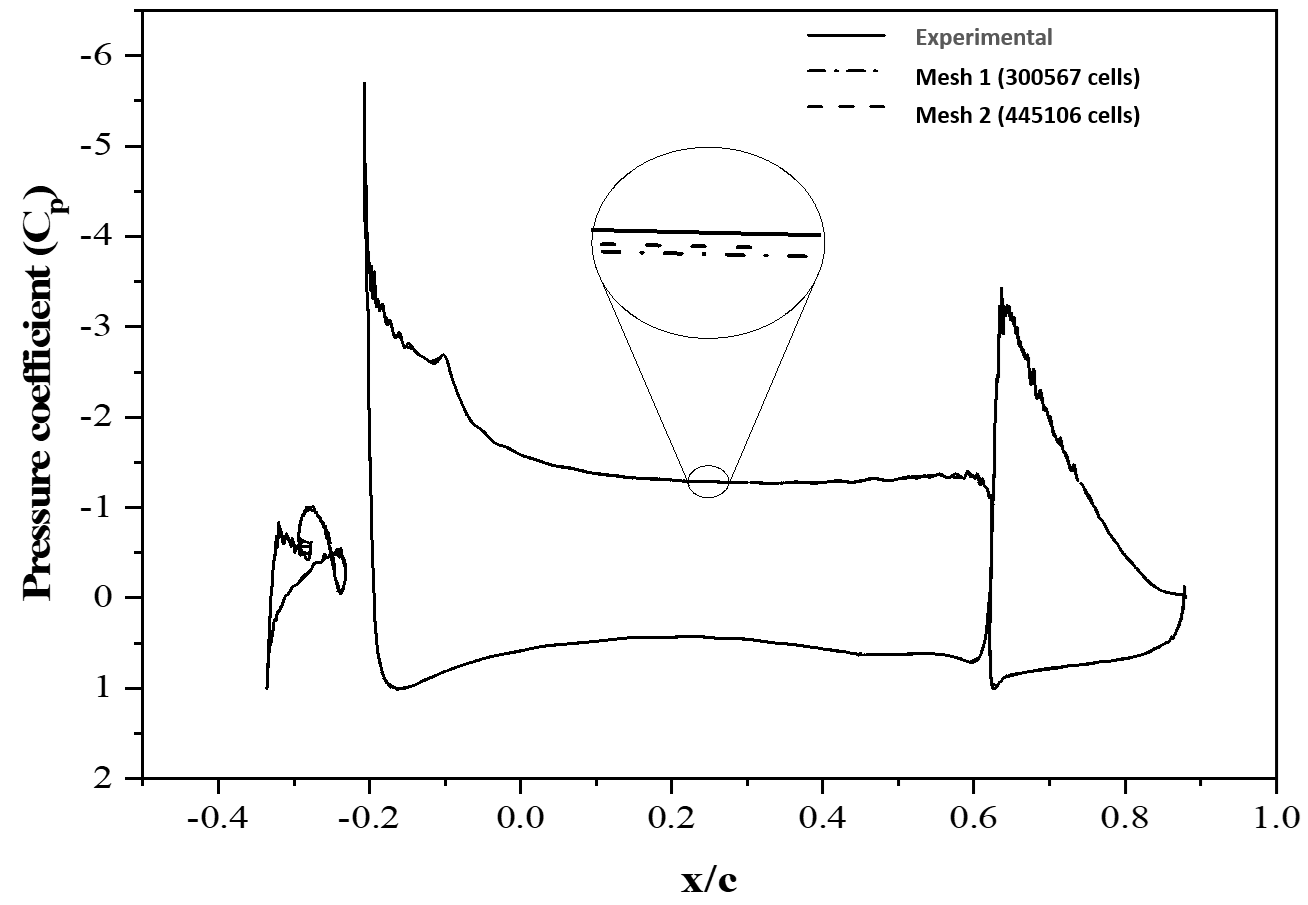 Experimental
Mesh 1 (300567 cells)
Mesh 2 (445106 cells)
Pressure coefficient (Cp)
-6
-5
-4
-3
-2
-1
0
1
2
-0.4 -0.2 0.0 0.2 0.4 0.6 0.8 1.0
x/c